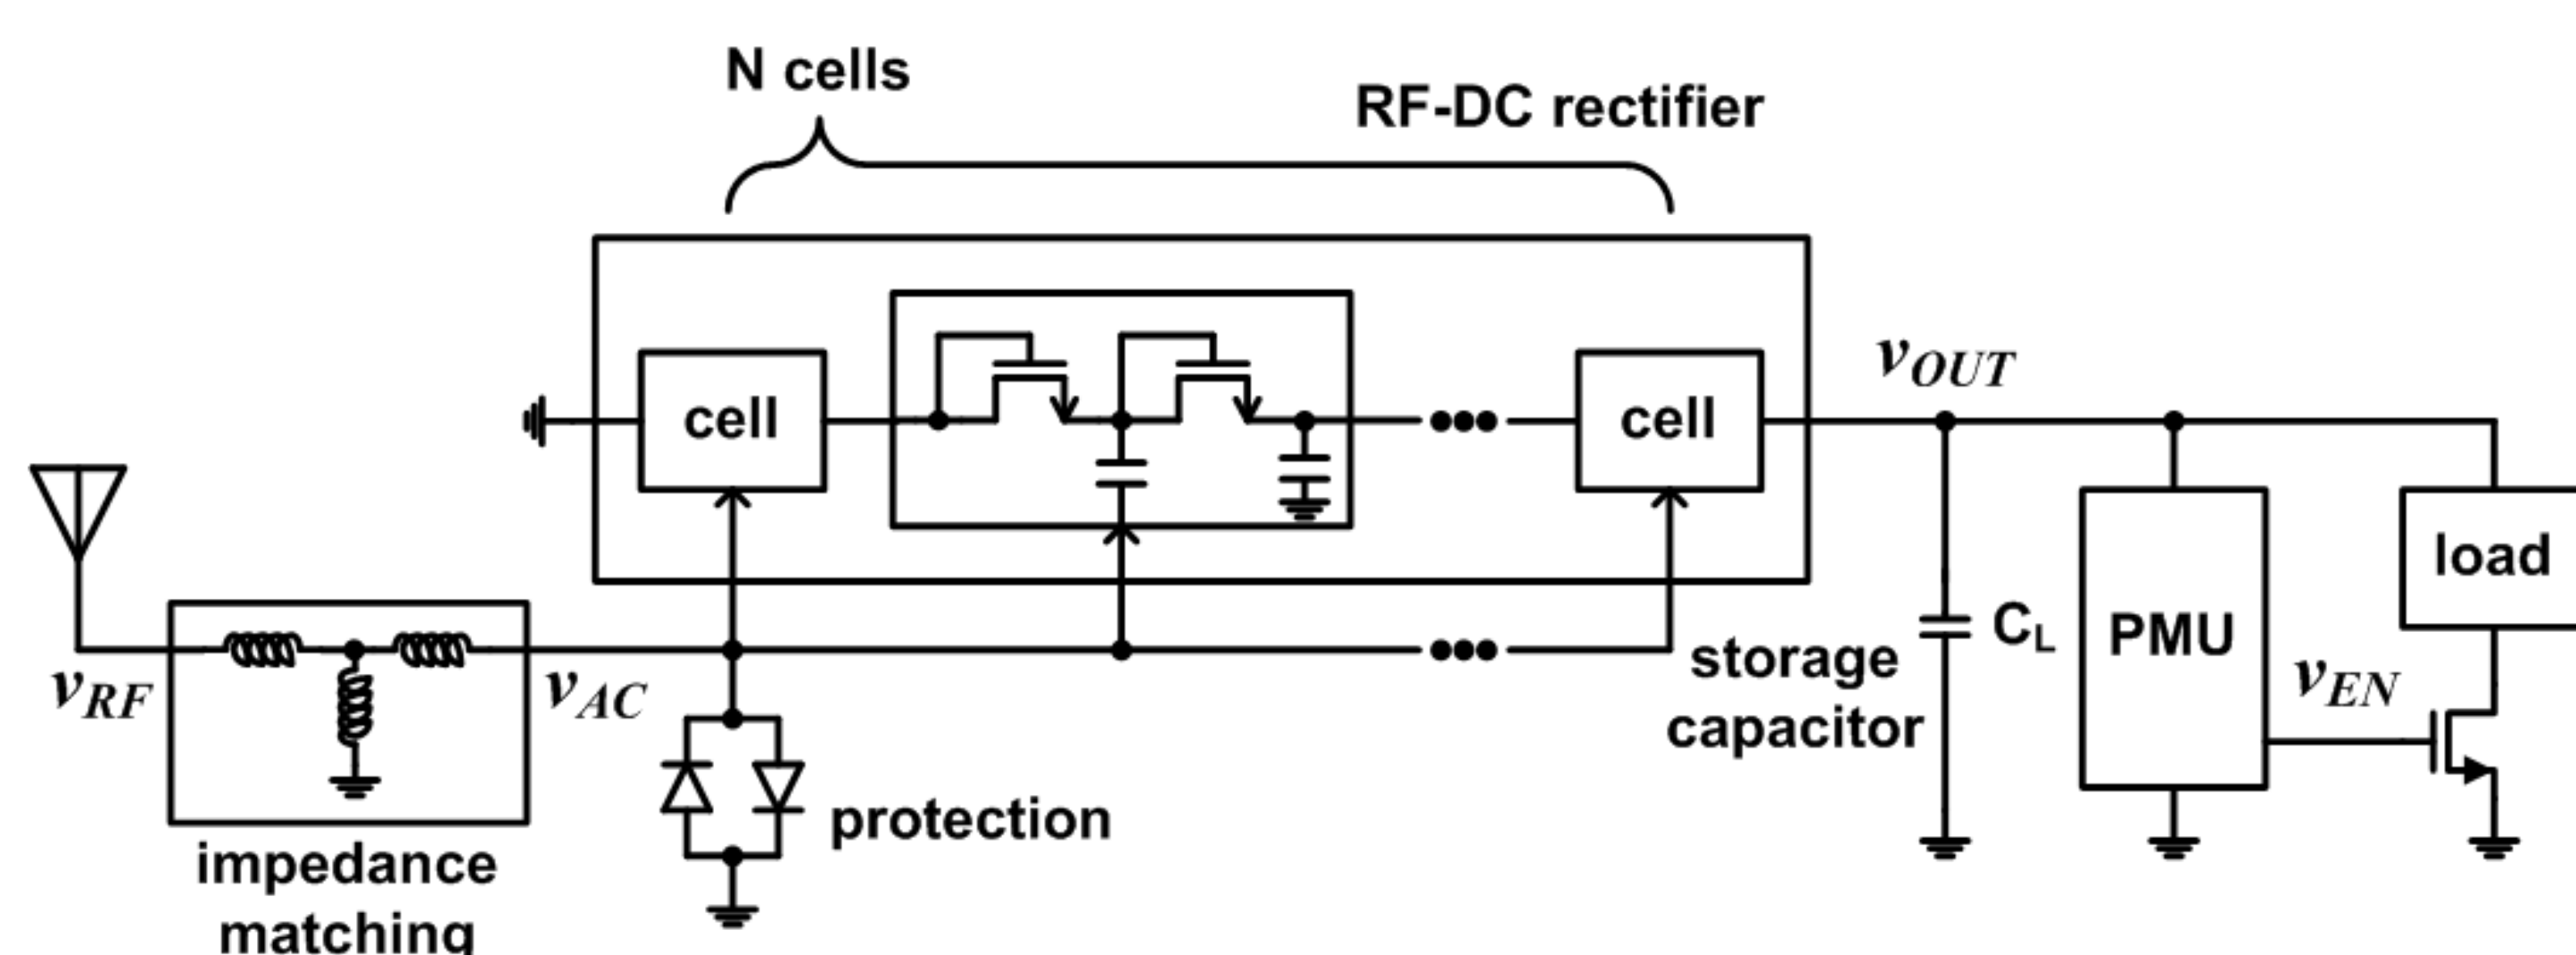 N cells
RF-DC rectifier
cell
cell
vOUT
load
PMU
CL
storage
capacitor
vEN
vRF
vAC
protection
impedance
matching